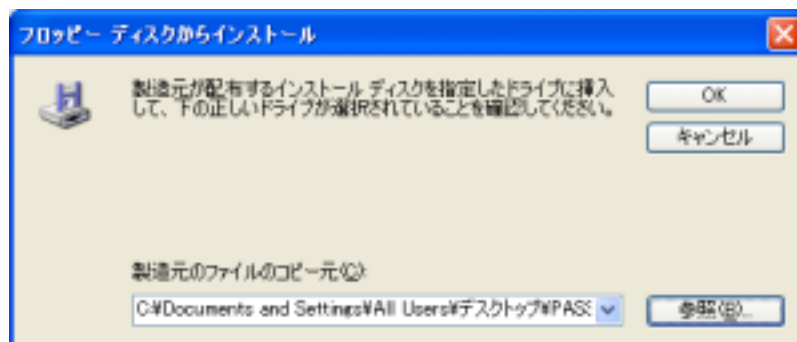 フロッピー ディスクからインストール
製造元が配布するインストール ディスクを指定したドライブに挿入
して、下の正しいドライブが選択されていることを確認してください。
OK
キャンセル
製造元のファイルのコピー元(C):
C:¥Documents and Settings¥All Users¥デスクトップ¥PASS
参照(B)...